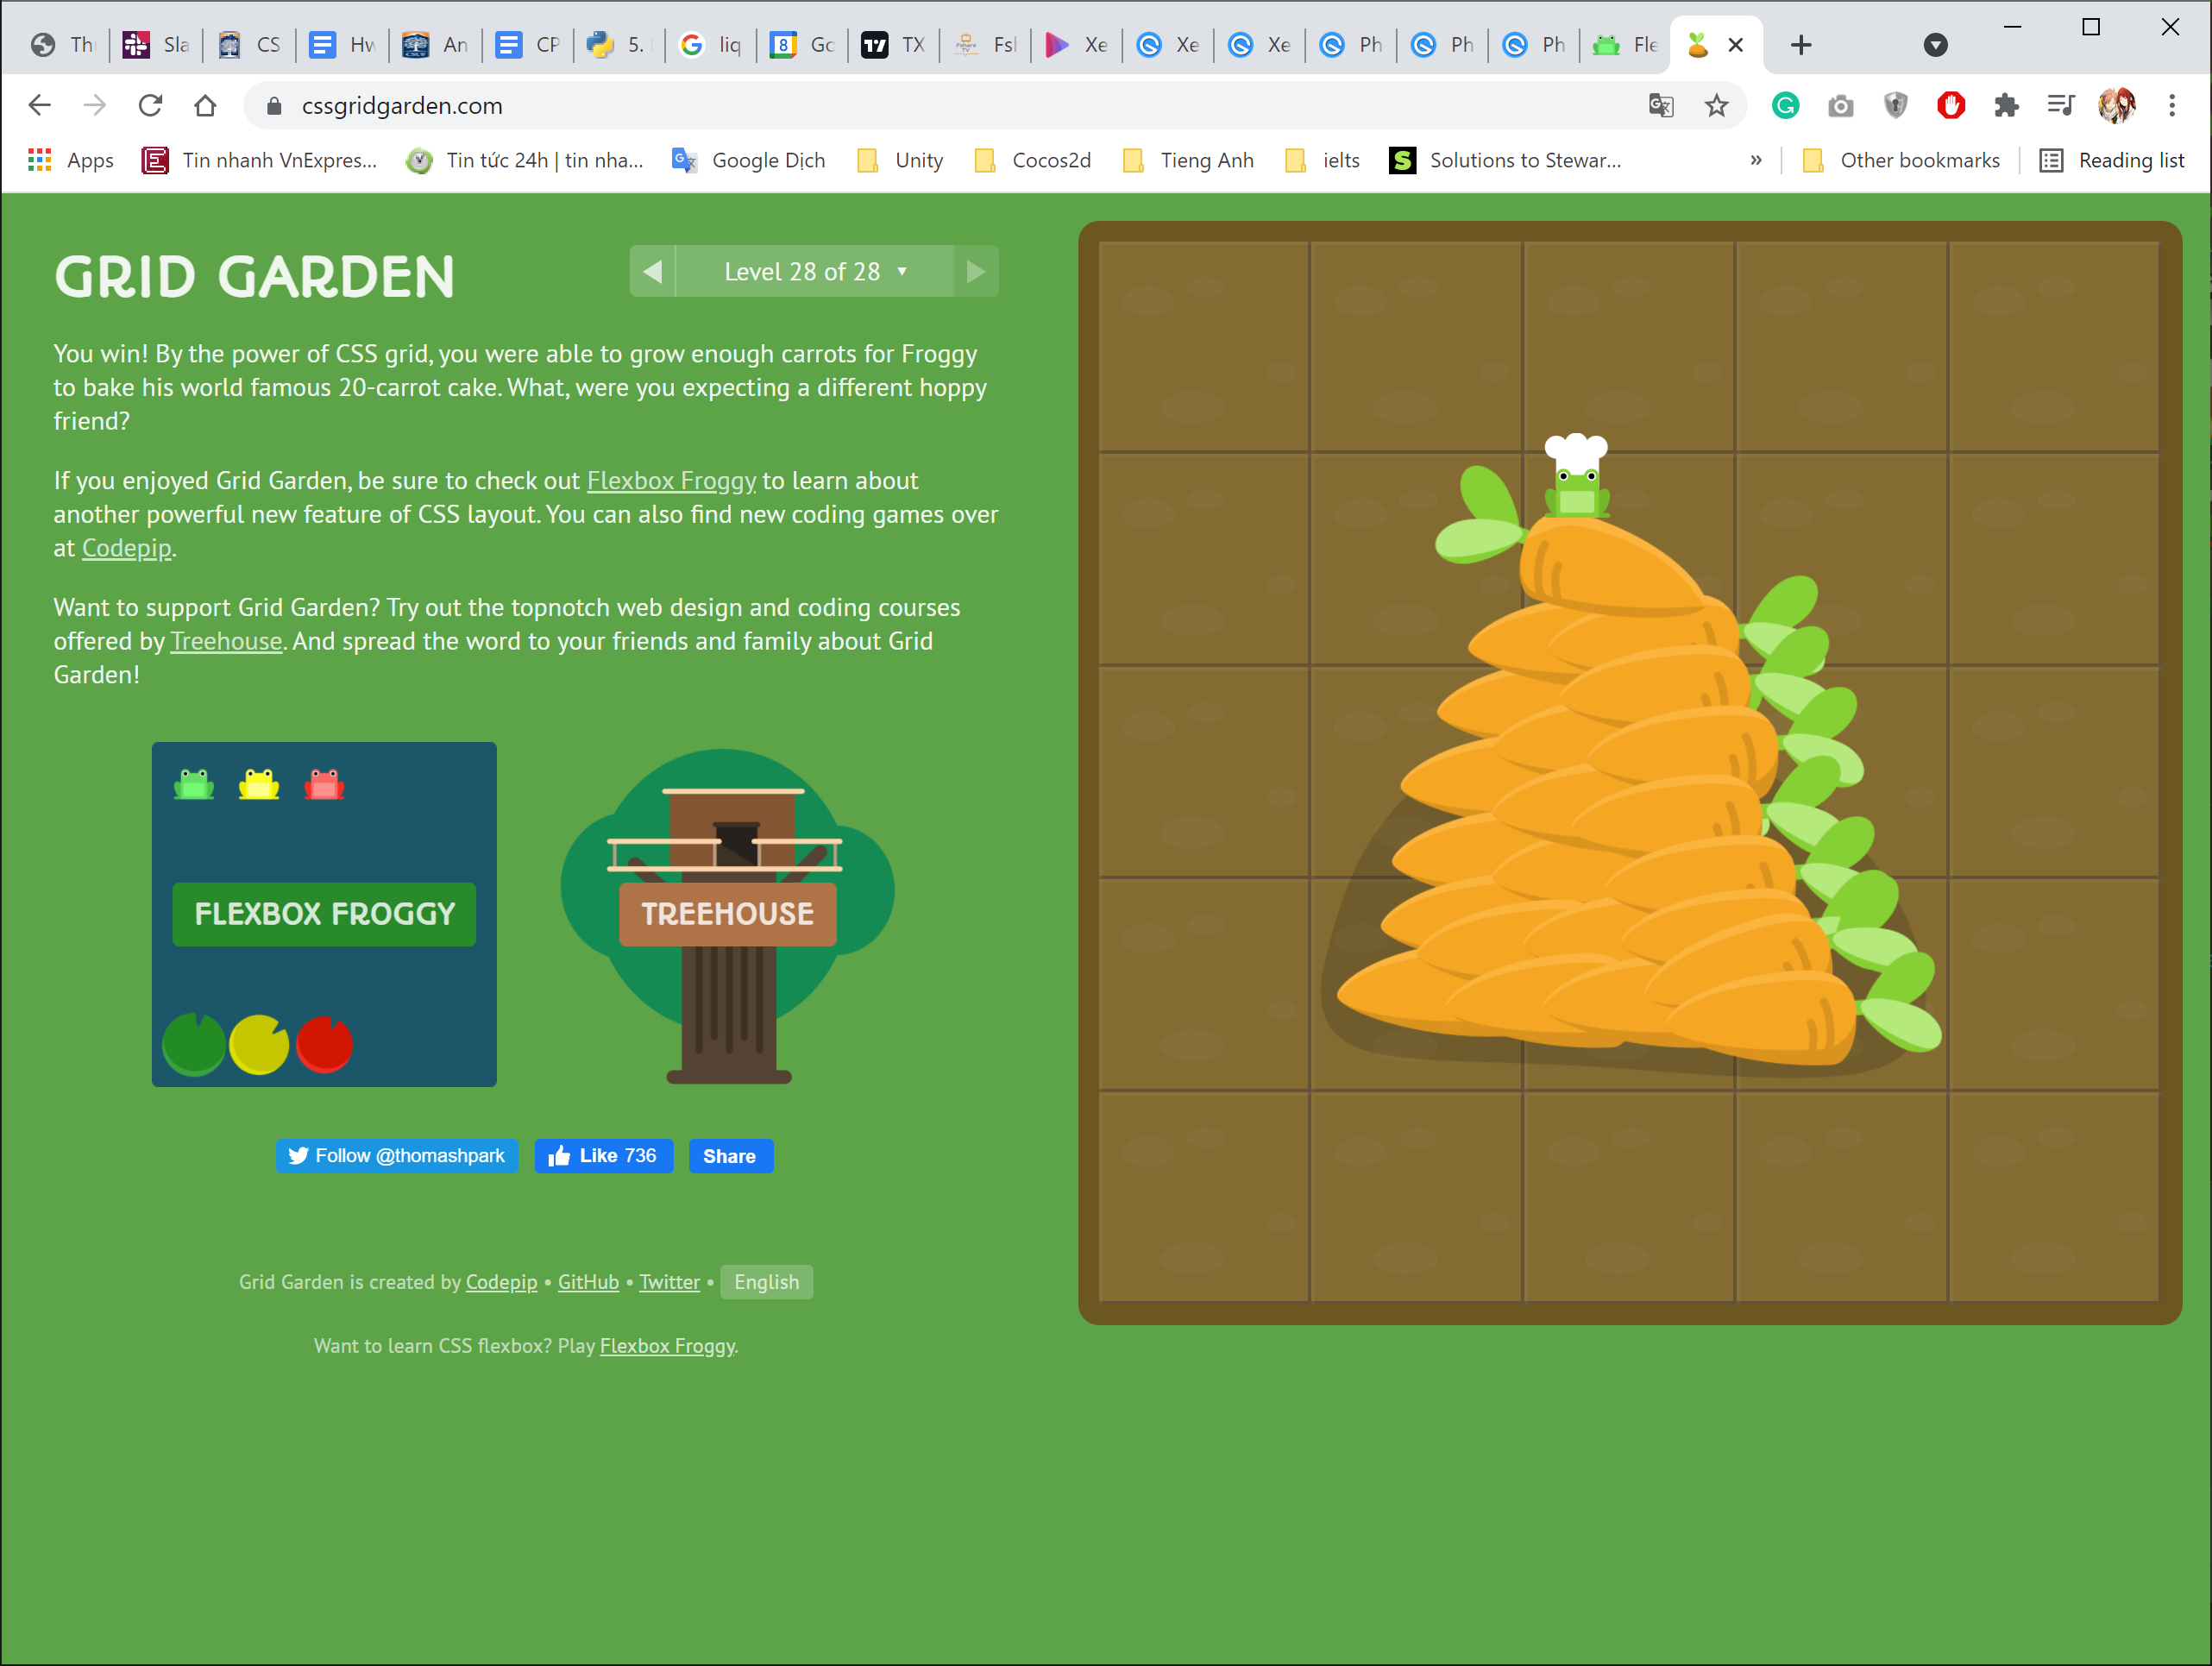 Th
Sla
CS
Hw
An
CP
5.
liq
8
Gc
TX
Fsl
Xe
Xe
Xe
Ph
Ph
Ph
Fle
cssgridgarden.com
Apps
Tin nhanh VnExpres...
Tin tức 24h | tin nha...
Google Dịch
Unity
Cocos2d
Tieng Anh
ielts
Solutions to Stewar...
»
Other bookmarks
Reading list
GRID GARDEN
Level 28 of 28
You win! By the power of CSS grid, you were able to grow enough carrots for Froggy
to bake his world famous 20-carrot cake. What, were you expecting a different hoppy
friend?
If you enjoyed Grid Garden, be sure to check out Flexbox Froggy to learn about
another powerful new feature of CSS layout. You can also find new coding games over
at Codepip.
Want to support Grid Garden? Try out the topnotch web design and coding courses
offered by Treehouse. And spread the word to your friends and family about Grid
Garden!
FLEXBOX FROGGY
TREEHOUSE
Follow @thomashpark
Like 736
Share
Grid Garden is created by Codepip • GitHub • Twitter • English
Want to learn CSS flexbox? Play Flexbox Froggy.